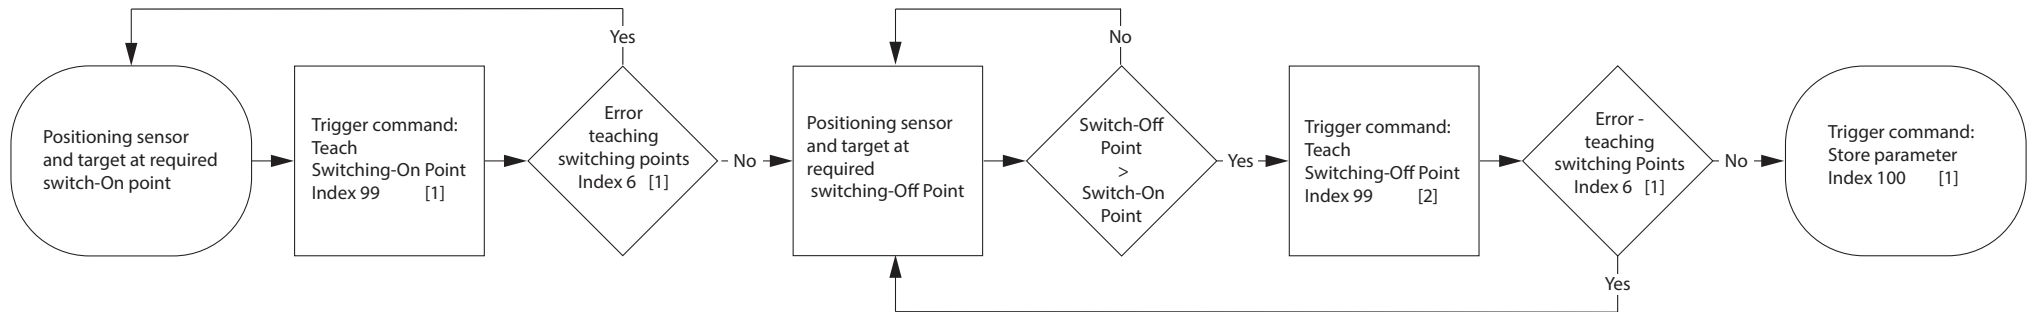 Positioning sensor
and target at required
switch-On point
Trigger command:
Teach
Switching-On Point
Index 99 [1]
Yes
Error
teaching
switching points
Index 6 [1]
No
Positioning sensor
and target at
required
switching-Off Point
No
Switch-Off
Point
>
Switch-On
Point
Yes
Trigger command:
Teach
Switching-Off Point
Index 99 [2]
Error -
teaching
switching Points
Index 6 [1]
Yes
No
Trigger command:
Store parameter
Index 100 [1]